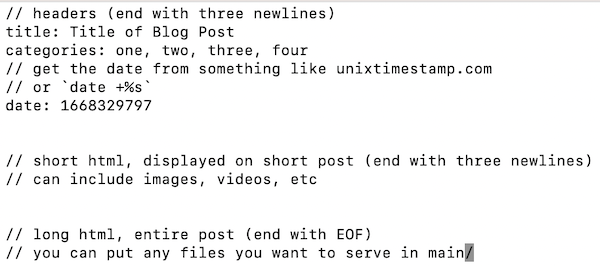 // headers (end with three newlines)
title: Title of Blog Post
categories: one, two, three, four
// get the date from something like unixtimestamp.com
// or `date +%s`
date: 1668329797
// short html, displayed on short post (end with three newlines)
// can include images, videos, etc
// long html, entire post (end with EOF)
// you can put any files you want to serve in main/